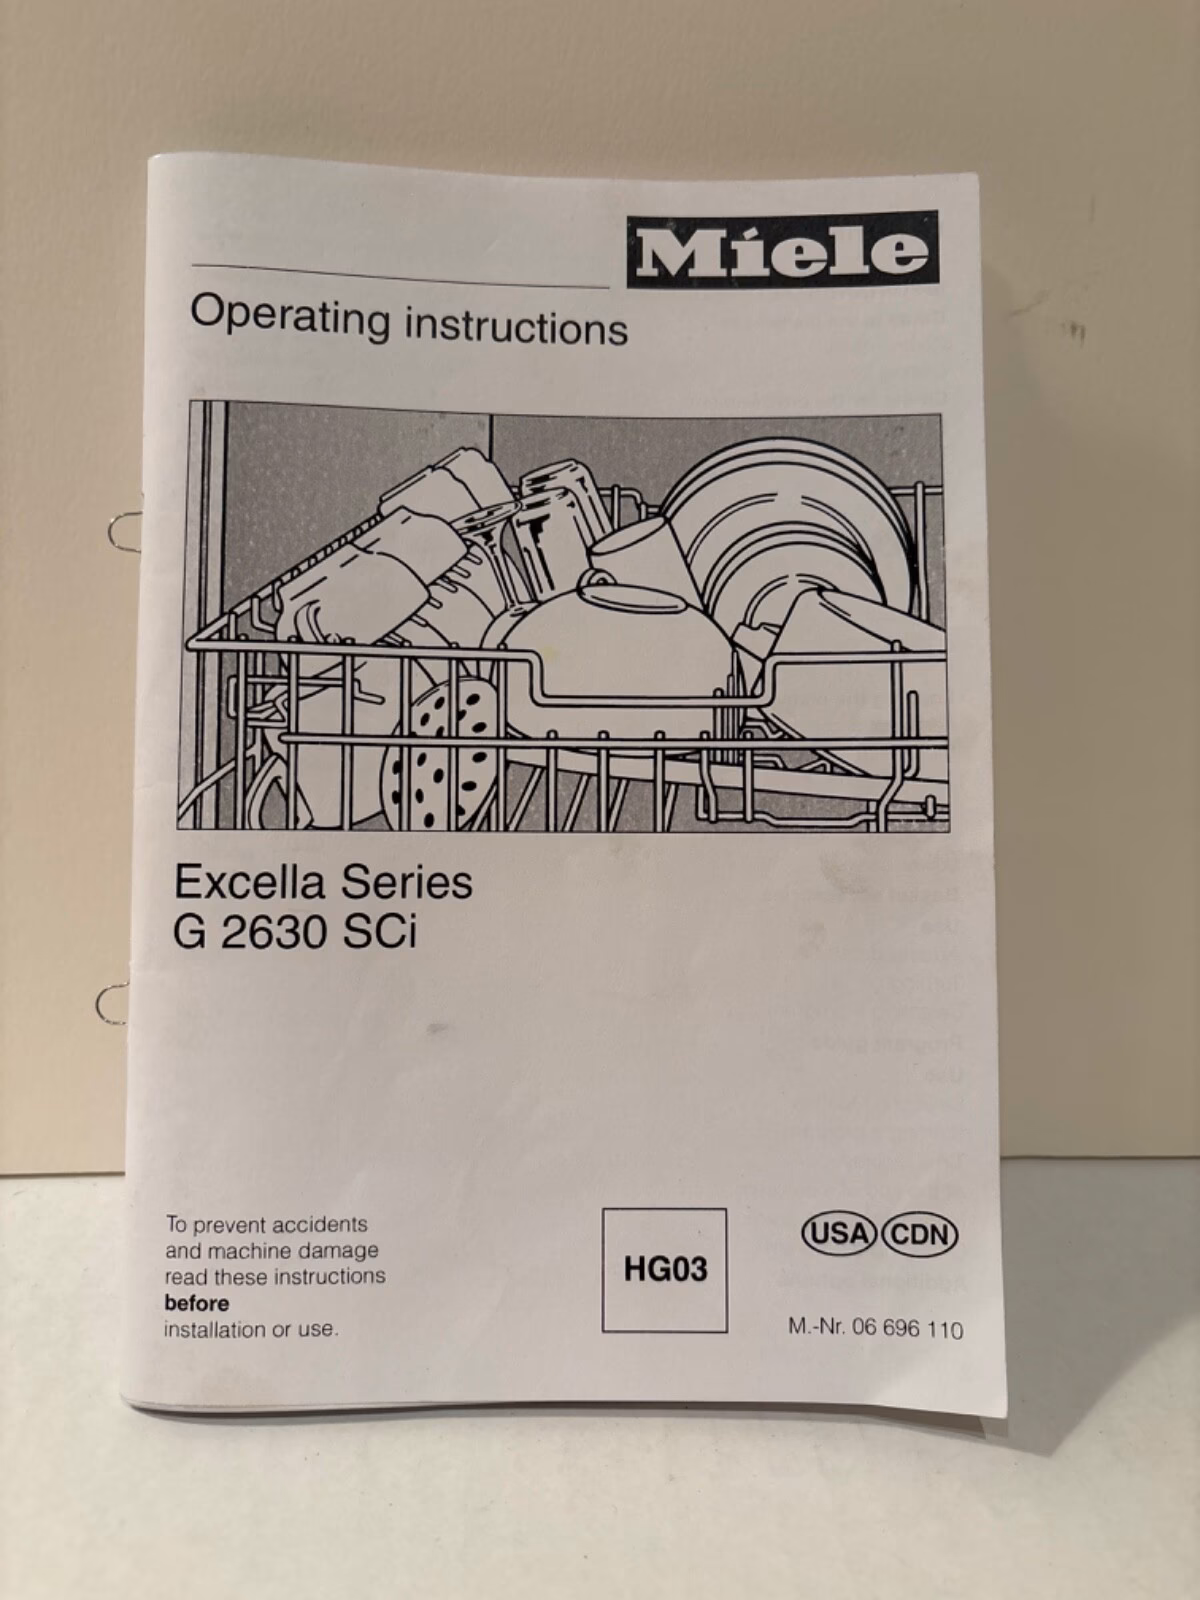 Miele
Operating instructions
Excella Series
G 2630 SCi
To prevent accidents
and machine damage
read these instructions
before
installation or use.
HG03
USA CDN
M.-Nr. 06 696 110